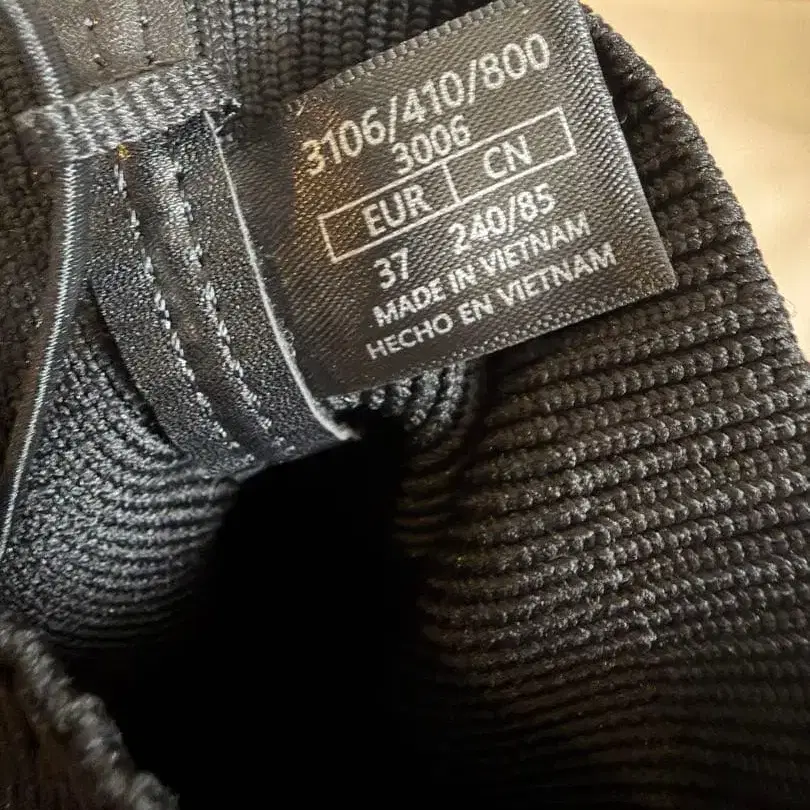 3106/410/800
3006
EUR CN
37 240/85
MADE IN VIETNAM
HECHO EN VIETNAM